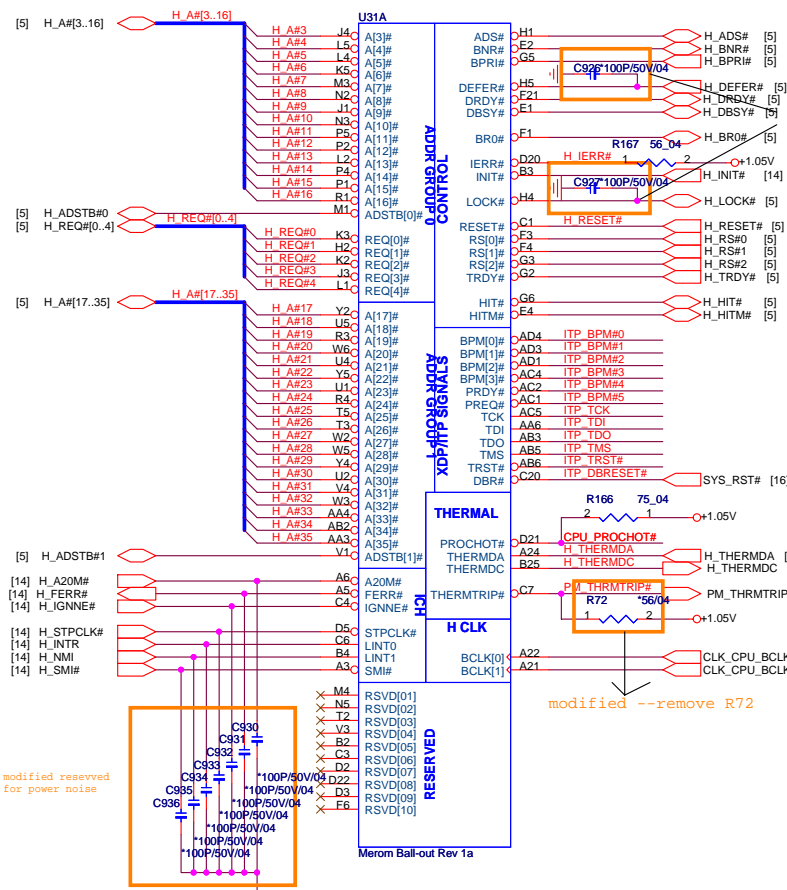 U31A
[5] H_A#[3..16]
H_A#[3..16]
H_A#3 J4 A[3]#
H_A#4 L5 A[4]#
H_A#5 L4 A[5]#
H_A#6 K5 A[6]#
H_A#7 M3 A[7]#
H_A#8 N2 A[8]#
H_A#9 J1 A[9]#
H_A#10 N3 A[10]#
H_A#11 P5 A[11]#
H_A#12 P2 A[12]#
H_A#13 L2 A[13]#
H_A#14 P4 A[14]#
H_A#15 P1 A[15]#
H_A#16 R1 A[16]#
[5] H_ADSTB#0 M1 ADSTB[0]#
[5] H_REQ#[0..4]
H_REQ#[0..4]
H_REQ#0 K3 REQ[0]#
H_REQ#1 H2 REQ[1]#
H_REQ#2 K2 REQ[2]#
H_REQ#3 J3 REQ[3]#
H_REQ#4 L1 REQ[4]#
[5] H_A#[17..35]
H_A#[17..35]
H_A#17 Y2 A[17]#
H_A#18 U5 A[18]#
H_A#19 R3 A[19]#
H_A#20 W6 A[20]#
H_A#21 U4 A[21]#
H_A#22 Y5 A[22]#
H_A#23 U1 A[23]#
H_A#24 R4 A[24]#
H_A#25 T5 A[25]#
H_A#26 T3 A[26]#
H_A#27 W2 A[27]#
H_A#28 W5 A[28]#
H_A#29 Y4 A[29]#
H_A#30 U2 A[30]#
H_A#31 V4 A[31]#
H_A#32 W3 A[32]#
H_A#33 AA4 A[33]#
H_A#34 AB2 A[34]#
H_A#35 AA3 A[35]#
[5] H_ADSTB#1 V1 ADSTB[1]#
[14] H_A20M# A6 A20M#
[14] H_FERR# A5 FERR#
[14] H_IGNNE# C4 IGNNE#
[14] H_STPCLK# D5 STPCLK#
[14] H_INTR C6 LINT0
[14] H_NMI B4 LINT1
[14] H_SMI# A3 SMI#
M4 RSVD[01]
N5 RSVD[02]
T2 RSVD[03]
V3 RSVD[04]
B2 RSVD[05]
C3 RSVD[06]
D2 RSVD[07]
D22 RSVD[08]
D3 RSVD[09]
F6 RSVD[10]
ADDR GROUP 0
CONTROL
ADDR GROUP 1
XDP/ITP SIGNALS
THERMAL
ICH
H CLK
RESERVED
ADS# H1 H_ADS# [5]
BNR# E2 H_BNR# [5]
BPRI# G5 H_BPRI# [5]
C926 *100P/50V/04
DEFER# H5 H_DEFER# [5]
DRDY# F21 H_DRDY# [5]
DBSY# E1 H_DBSY# [5]
BR0# F1 H_BR0# [5]
R167 56_04
IERR# D20 H_IERR# 1 2 +1.05V
INIT# B3 H_INIT# [14]
C927 *100P/50V/04
LOCK# H4 H_LOCK# [5]
RESET# C1 H_RESET# H_RESET# [5]
RS[0]# F3 H_RS#0 [5]
RS[1]# F4 H_RS#1 [5]
RS[2]# G3 H_RS#2 [5]
TRDY# G2 H_TRDY# [5]
HIT# G6 H_HIT# [5]
HITM# E4 H_HITM# [5]
BPM[0]# AD4 ITP_BPM#0
BPM[1]# AD3 ITP_BPM#1
BPM[2]# AD1 ITP_BPM#2
BPM[3]# AC4 ITP_BPM#3
PRDY# AC2 ITP_BPM#4
PREQ# AC1 ITP_BPM#5
TCK AC5 ITP_TCK
TDI AA6 ITP_TDI
TDO AB3 ITP_TDO
TMS AB5 ITP_TMS
TRST# AB6 ITP_TRST#
DBR# C20 ITP_DBRESET# SYS_RST# [16]
R166 75_04
2 1 +1.05V
PROCHOT# D21 CPU_PROCHOT#
THERMDA A24 H_THERMDA H_THERMDA [
THERMDC B25 H_THERMDC H_THERMDC
THERMTRIP# C7 PM_THRMTRIP# PM_THRMTRIP
R72 *56/04
1 2 +1.05V
BCLK[0] A22 CLK_CPU_BCLK
BCLK[1] A21 CLK_CPU_BCLK
modified --remove R72
modified resevved
for power noise
C930
C931
C932
C933
C934
C935
C936
*100P/50V/04
*100P/50V/04
*100P/50V/04
*100P/50V/04
*100P/50V/04
*100P/50V/04
*100P/50V/04
Merom Ball-out Rev 1a